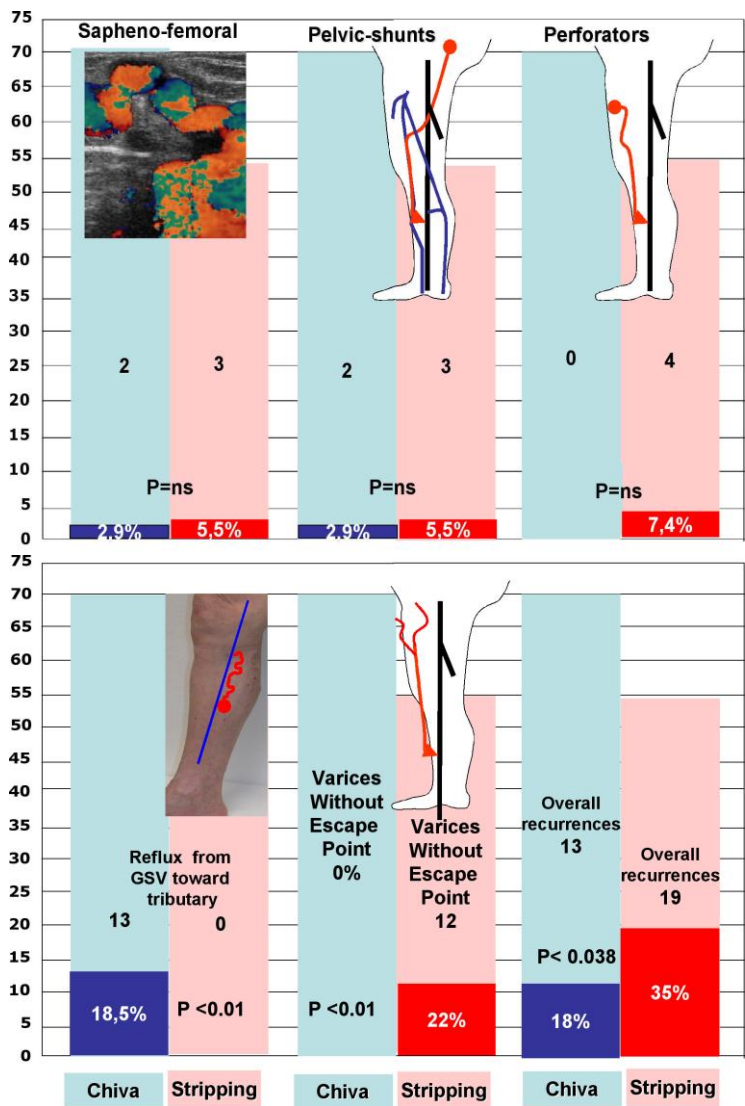 75
70
65
60
55
50
45
40
35
30
25
20
15
10
5
0
Sapheno-femoral
Pelvic-shunts
Perforators
2
3
2
3
0
4
P=ns
P=ns
P=ns
2,9%
5,5%
2,9%
5,5%
7,4%
75
70
65
60
55
50
45
40
35
30
25
20
15
10
5
0
Reflux from
GSV toward
tributary
13
0
18,5%
P <0.01
Varices
Without
Escape
Point
0%
P <0.01
Varices
Without
Escape
Point
12
22%
Overall
recurrences
13
P< 0.038
18%
Overall
recurrences
19
35%
Chiva
Stripping
Chiva
Stripping
Chiva
Stripping